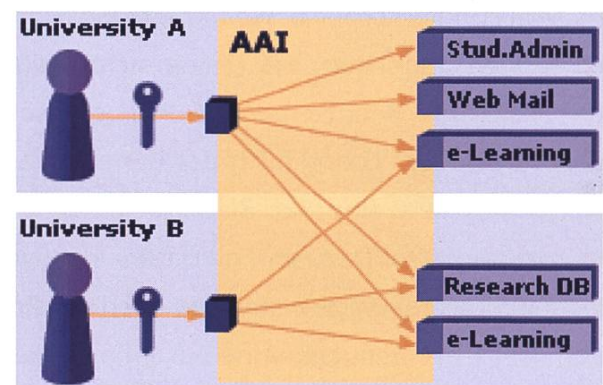 University A
AAI
Stud.Admin
Web Mail
e-Learning
University B
Research DB
e-Learning